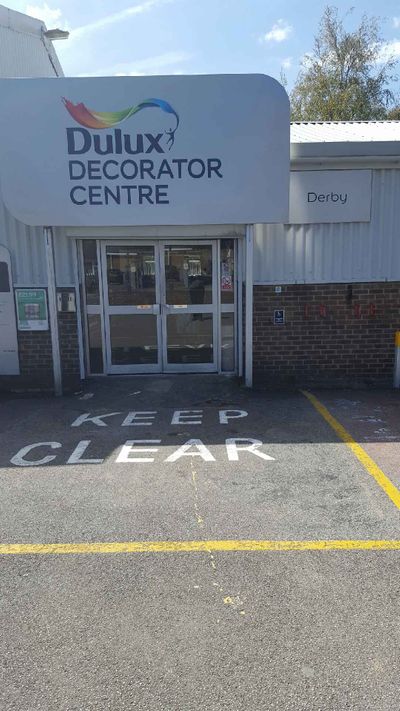 Dulux
DECORATOR
CENTRE
Derby
KEEP
CLEAR